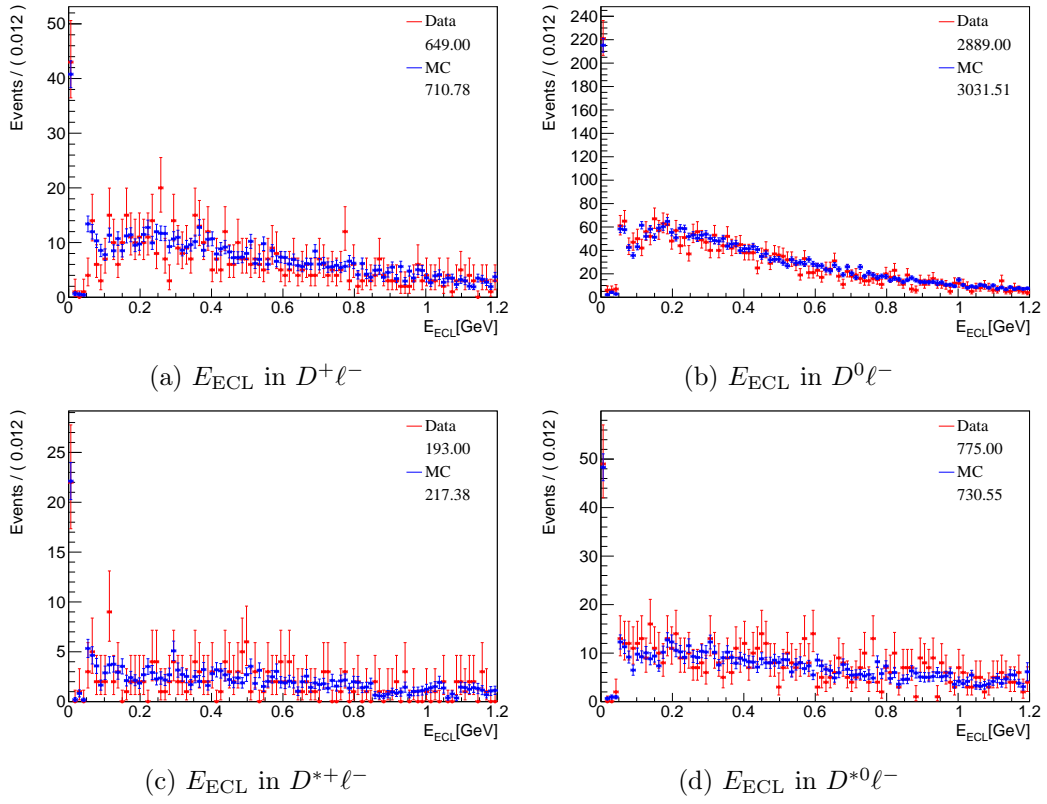 Events / ( 0.012 )
50
40
30
20
10
0
Data
649.00
MC
710.78
0 0.2 0.4 0.6 0.8 1 1.2
E_ECL[GeV]
(a) E_ECL in D⁺ℓ⁻
Events / ( 0.012 )
240
220
200
180
160
140
120
100
80
60
40
20
0
Data
2889.00
MC
3031.51
0 0.2 0.4 0.6 0.8 1 1.2
E_ECL[GeV]
(b) E_ECL in D⁰ℓ⁻
Events / ( 0.012 )
25
20
15
10
5
0
Data
193.00
MC
217.38
0 0.2 0.4 0.6 0.8 1 1.2
E_ECL[GeV]
(c) E_ECL in D*⁺ℓ⁻
Events / ( 0.012 )
50
40
30
20
10
0
Data
775.00
MC
730.55
0 0.2 0.4 0.6 0.8 1 1.2
E_ECL[GeV]
(d) E_ECL in D*⁰ℓ⁻